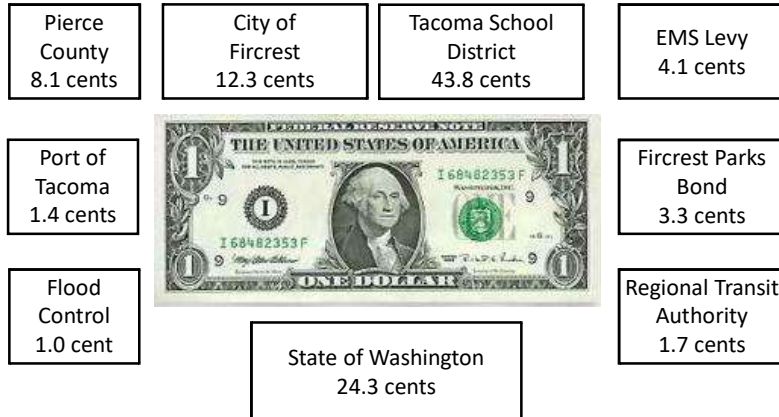 Pierce
County
8.1 cents
City of
Fircrest
12.3 cents
Tacoma School
District
43.8 cents
EMS Levy
4.1 cents
Port of
Tacoma
1.4 cents
FEDERAL RESERVE NOTE
THE UNITED STATES OF AMERICA
I 68482353 F
WASHINGTON, D.C.
1
1
9
9
I
ONE
I 68482353 F
9
9
1
1
ONE DOLLAR
Fircrest Parks
Bond
3.3 cents
Flood
Control
1.0 cent
Regional Transit
Authority
1.7 cents
State of Washington
24.3 cents